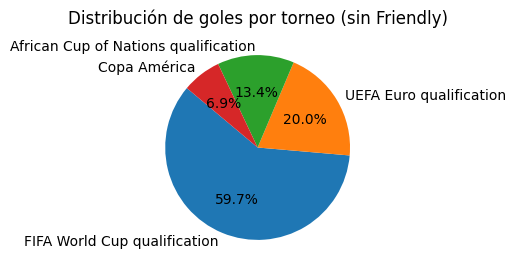 Distribución de goles por torneo (sin Friendly)
African Cup of Nations qualification
Copa América
UEFA Euro qualification
FIFA World Cup qualification
13.4%
6.9%
20.0%
59.7%